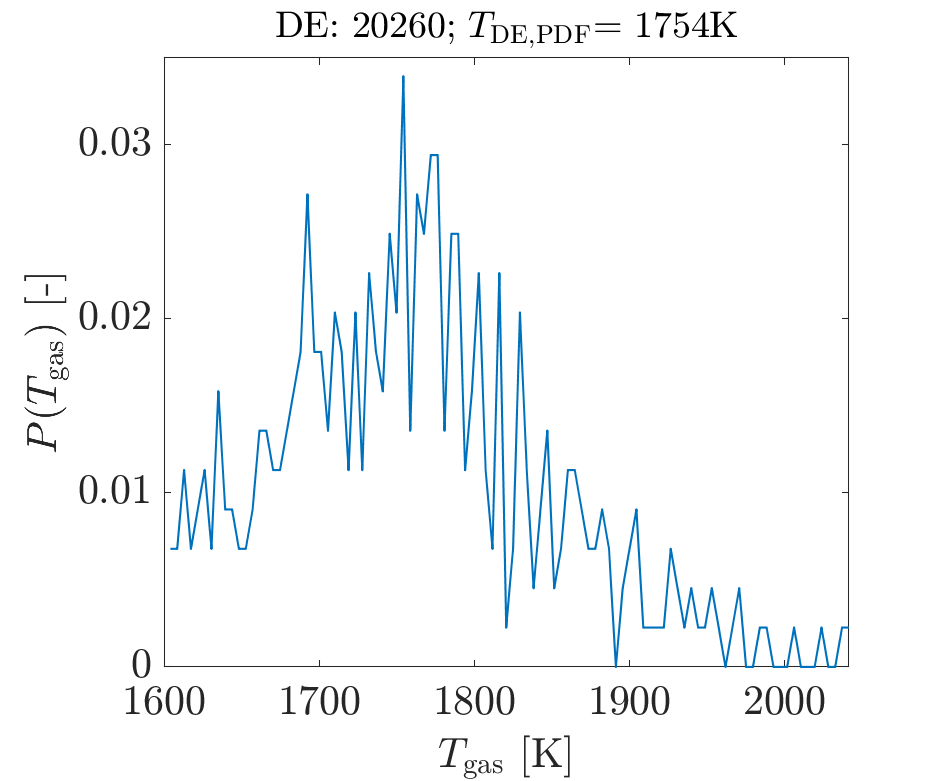 DE: 20260; T_DE,PDF= 1754K
0.03
0.02
0.01
0
P(T_gas) [-]
1600 1700 1800 1900 2000
T_gas [K]